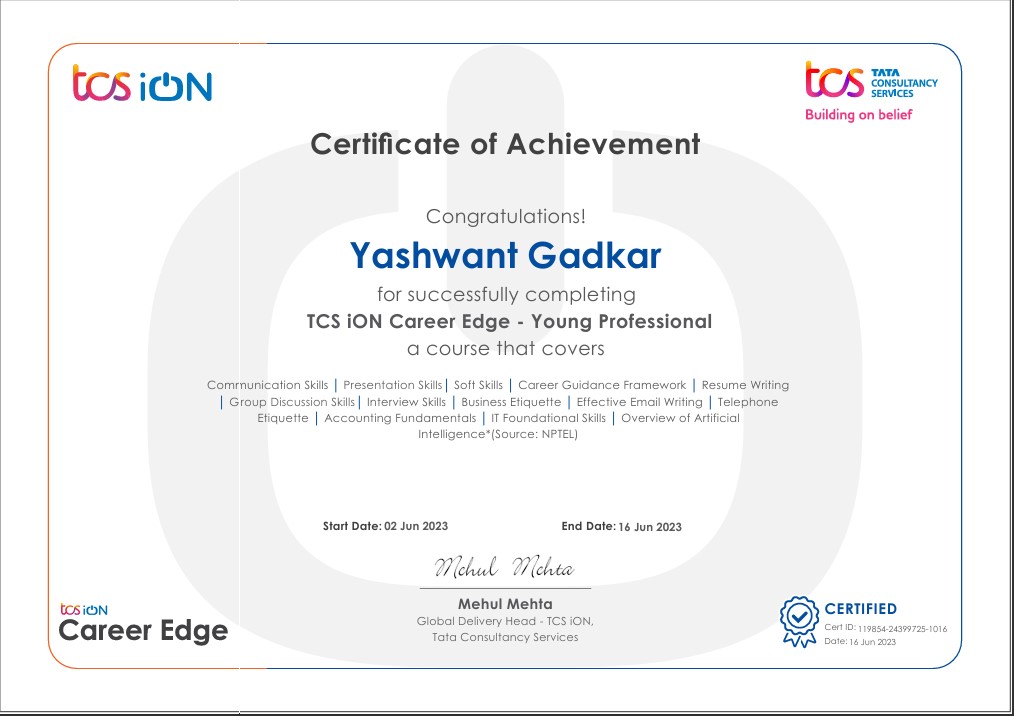 tcs iON
tcs TATA
CONSULTANCY
SERVICES
Building on belief
Certificate of Achievement
Congratulations!
Yashwant Gadkar
for successfully completing
TCS iON Career Edge - Young Professional
a course that covers
Communication Skills | Presentation Skills | Soft Skills | Career Guidance Framework | Resume Writing
| Group Discussion Skills | Interview Skills | Business Etiquette | Effective Email Writing | Telephone
Etiquette | Accounting Fundamentals | IT Foundational Skills | Overview of Artificial
Intelligence*(Source: NPTEL)
Start Date: 02 Jun 2023 End Date: 16 Jun 2023
Mehul Mehta
Mehul Mehta
Global Delivery Head - TCS iON,
Tata Consultancy Services
tcs iON
Career Edge
CERTIFIED
Cert ID: 119854-24399725-1016
Date: 16 Jun 2023